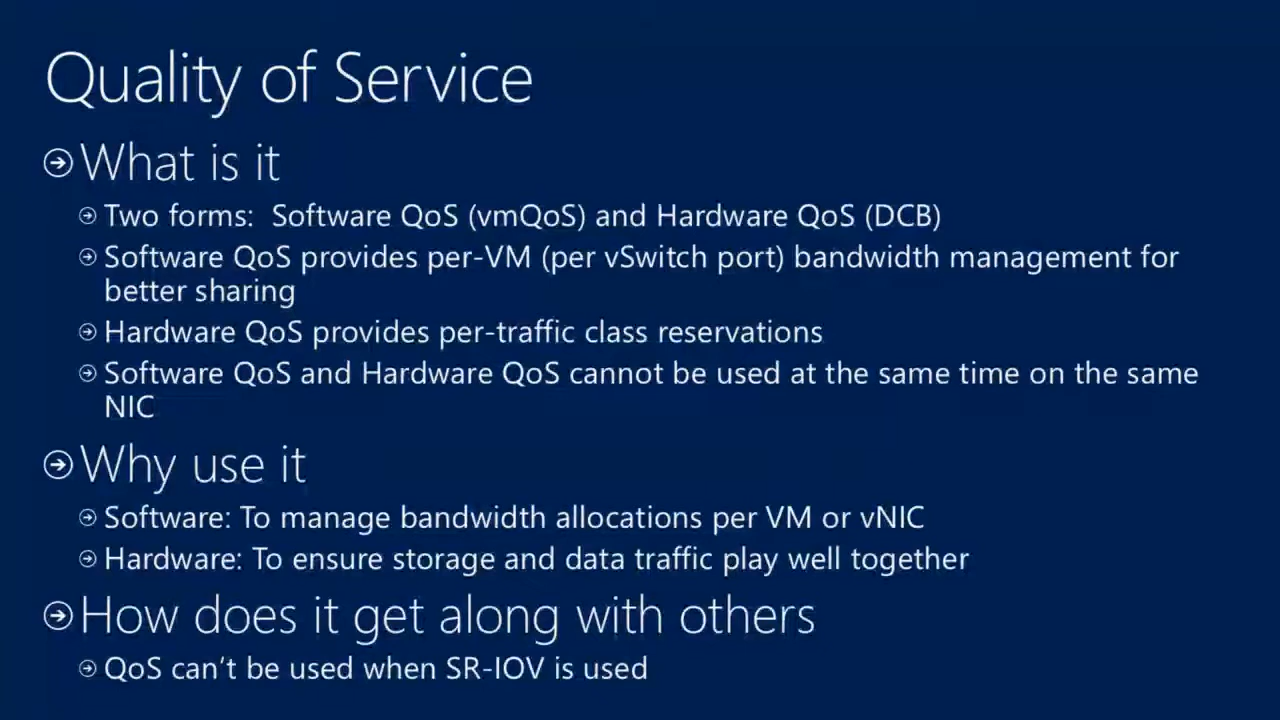 Quality of Service
What is it
Two forms:  Software QoS (vmQoS) and Hardware QoS (DCB)
Software QoS provides per-VM (per vSwitch port) bandwidth management for
better sharing
Hardware QoS provides per-traffic class reservations
Software QoS and Hardware QoS cannot be used at the same time on the same
NIC
Why use it
Software: To manage bandwidth allocations per VM or vNIC
Hardware: To ensure storage and data traffic play well together
How does it get along with others
QoS can't be used when SR-IOV is used